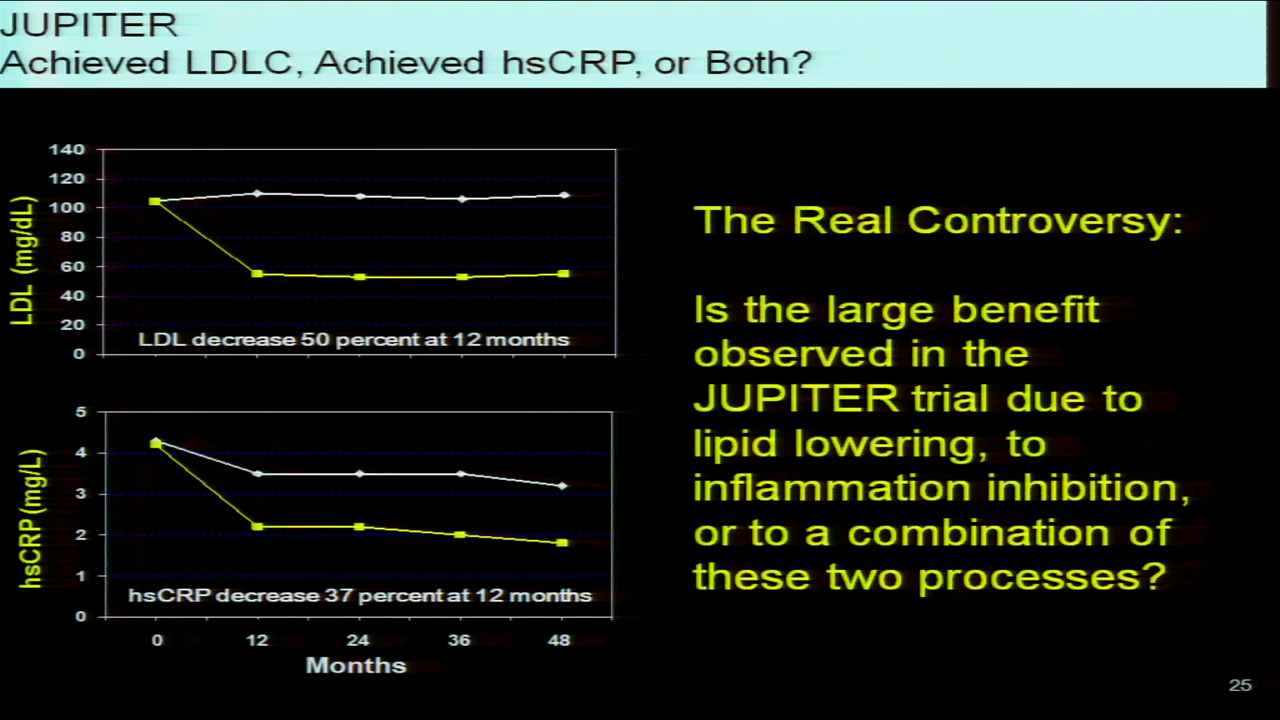 JUPITER
Achieved LDLC, Achieved hsCRP, or Both?
140
120
100
80
60
40
20
0
LDL (mg/dL)
LDL decrease 50 percent at 12 months
5
4
3
2
1
0
hsCRP (mg/L)
hsCRP decrease 37 percent at 12 months
0 12 24 36 48
Months
The Real Controversy:
Is the large benefit
observed in the
JUPITER trial due to
lipid lowering, to
inflammation inhibition,
or to a combination of
these two processes?
25